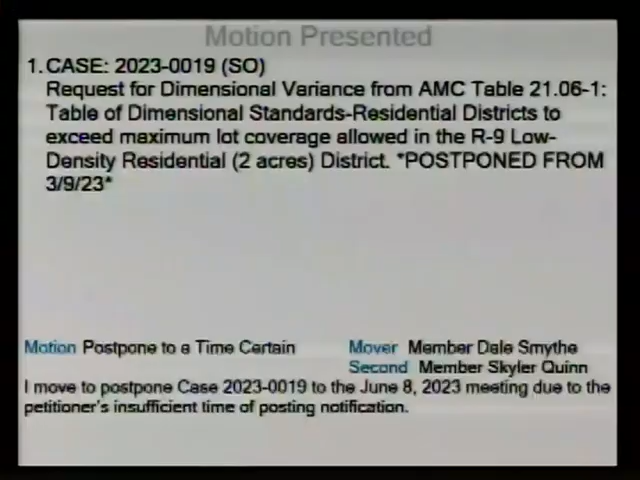 Motion Presented
1. CASE: 2023-0019 (SO)
Request for Dimensional Variance from AMC Table 21.06-1:
Table of Dimensional Standards-Residential Districts to
exceed maximum lot coverage allowed in the R-9 Low-
Density Residential (2 acres) District. *POSTPONED FROM
3/9/23*
Motion Postpone to a Time Certain Mover Member Dale Smythe
Second Member Skyler Quinn
I move to postpone Case 2023-0019 to the June 8, 2023 meeting due to the
petitioner's insufficient time of posting notification.